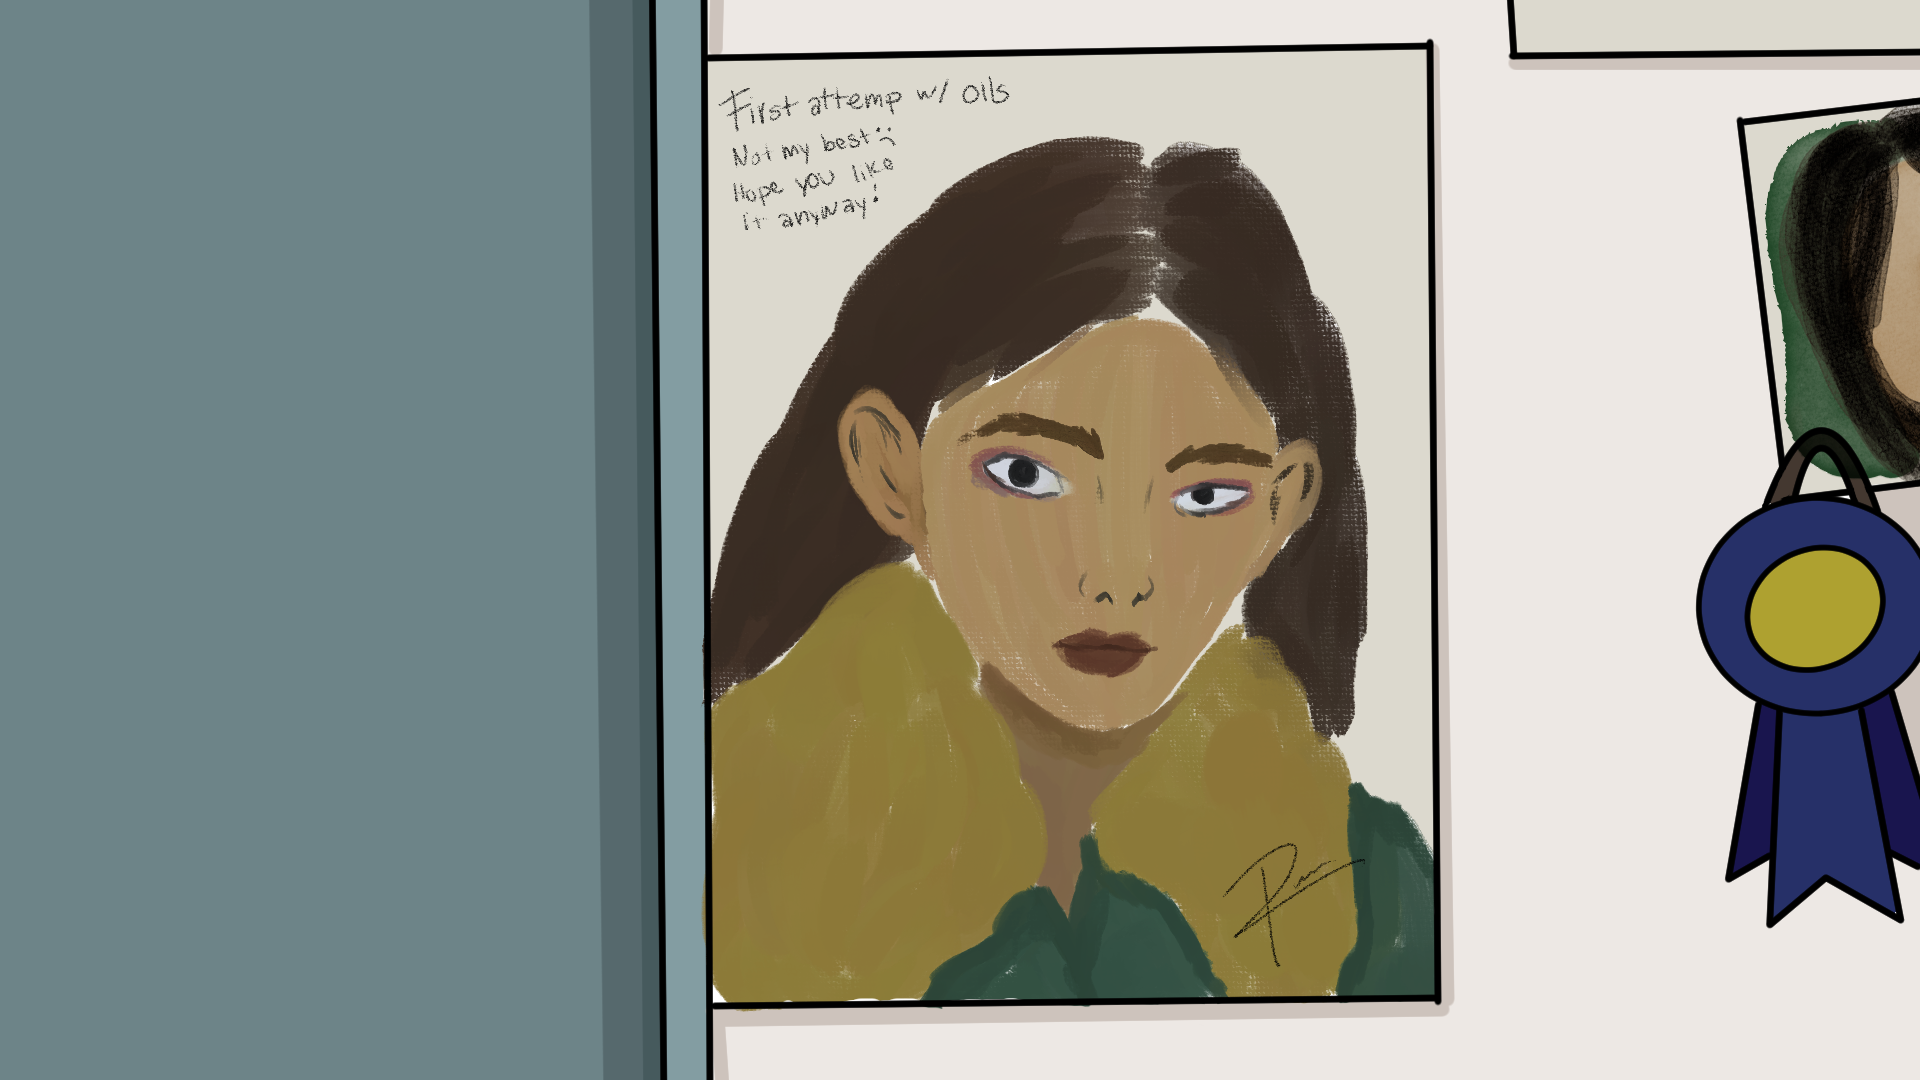 First attemp w/ oils
Not my best :(
Hope you like
it anyway!